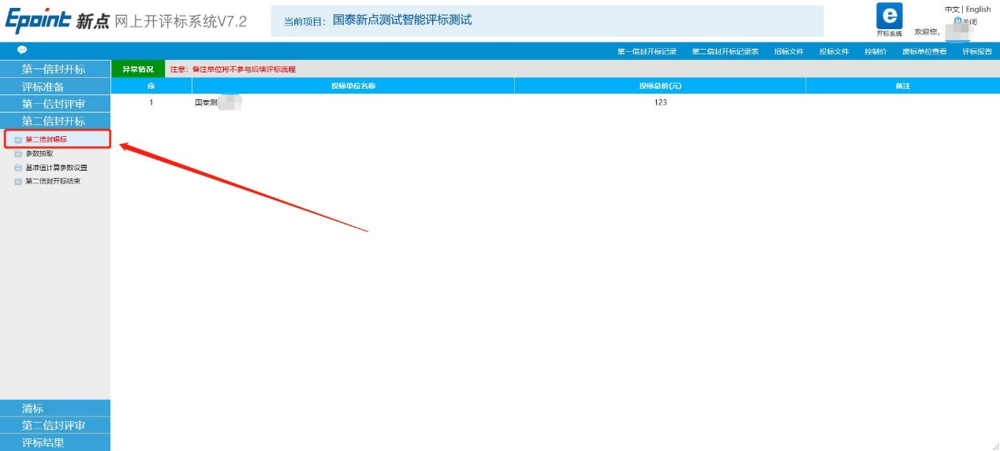 Epoint 新点 网上开评标系统V7.2
当前项目: 国泰新点测试智能评标测试
中文 | English
关闭
开标系统
欢迎您,
第一信封开标记录 第二信封开标记录表 招标文件 投标文件 控制价 废标单位查看 评标报告
第一信封开标
评标准备
第一信封评审
第二信封开标
第二信封唱标
参数抽取
基准值计算参数设置
第二信封开标结束
清标
第二信封评审
评标结果
异常情况 注意: 备注单位将不参与后续评标流程
序 投标单位名称 投标总价(元) 备注
1 国泰测 123